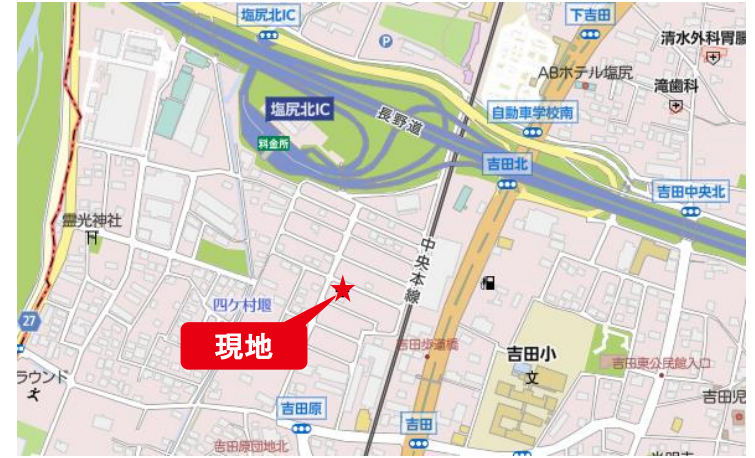 塩尻北IC
下吉田
清水外科胃腸
ABホテル塩尻
滝歯科
P
塩尻北IC
長野道
自動車学校南
料金所
吉田北
吉田中央北
霊光神社
中央本線
四ケ村堰
現地
27
吉田歩道橋
吉田小
文
吉田東公民館入口
ラウンド
吉田児
吉田原
吉田
吉田原団地北